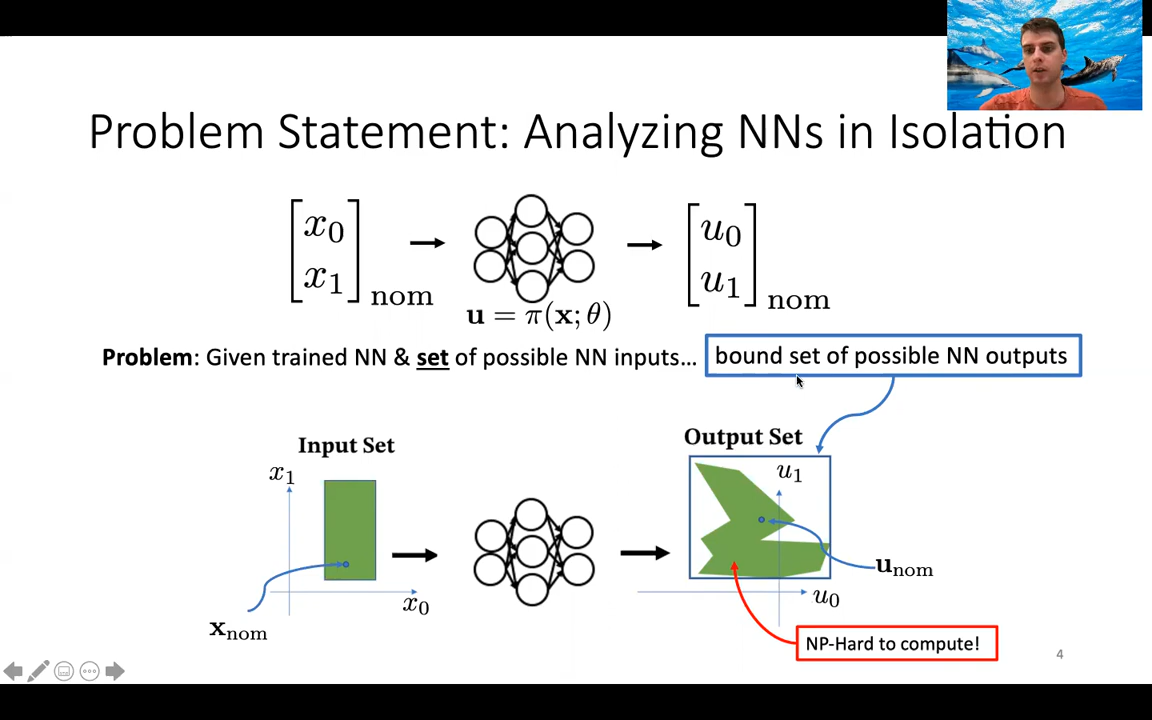 Problem Statement: Analyzing NNs in Isolation
x0
x1
nom
u0
u1
nom
u = π(x; θ)
Problem: Given trained NN & set of possible NN inputs...
bound set of possible NN outputs
Input Set
Output Set
x1
u1
unom
x0
u0
xnom
NP-Hard to compute!
4